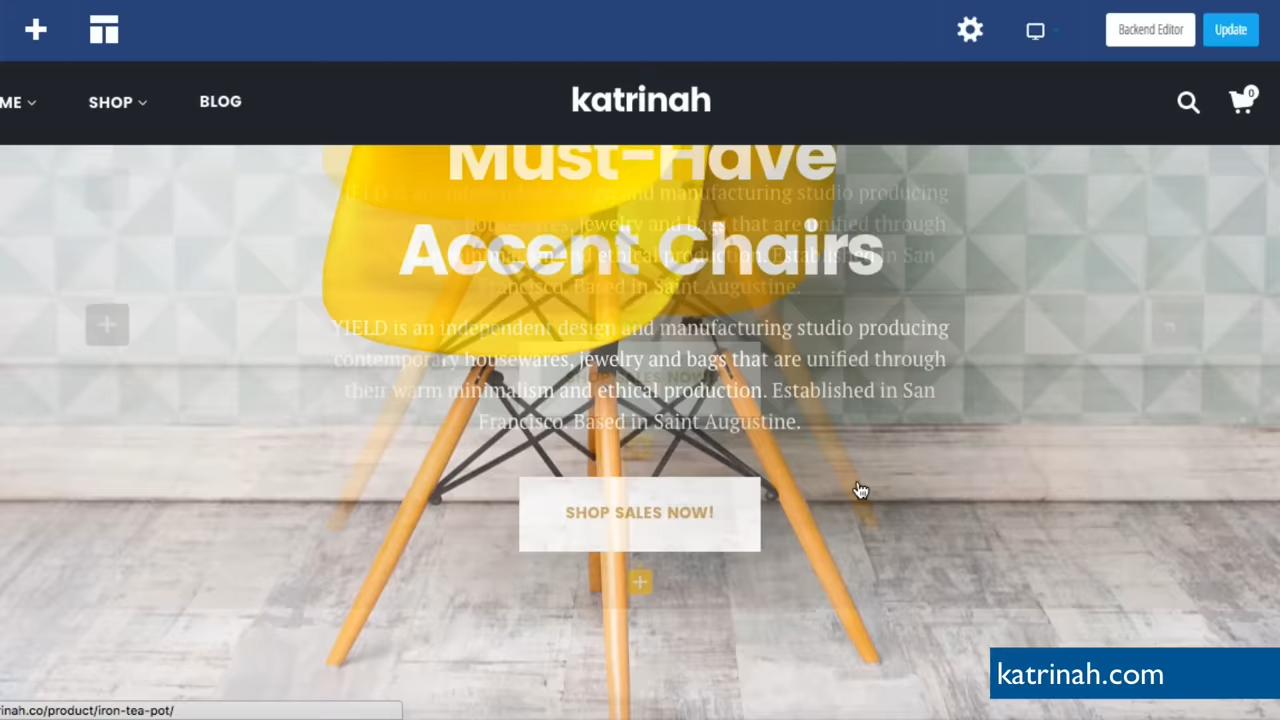 Backend Editor
Update
ME
SHOP
BLOG
katrinah
0
Must-Have
Accent Chairs
YIELD is an independent design and manufacturing studio producing
contemporary housewares, jewelry and bags that are unified through
their warm minimalism and ethical production. Established in San
Francisco. Based in Saint Augustine.
SHOP SALES NOW!
katrinah.com
rinah.co/product/iron-tea-pot/